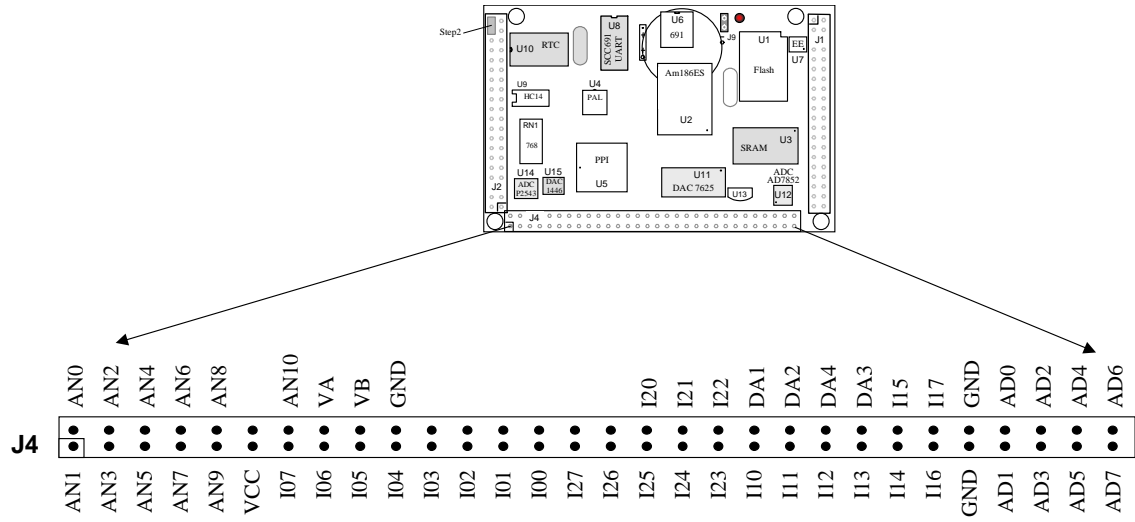 Step2
U10 RTC
U8
SCC691
UART
U6
691
J9
U1
Flash
EE
U7
J1
U9
HC14
U4
PAL
Am186ES
U2
RN1
768
PPI
U5
U3
SRAM
U14
ADC
P2543
U15
DAC
1446
U11
DAC 7625
U13
ADC
AD7852
U12
J2
J4
AN0 AN2 AN4 AN6 AN8 AN10 VA VB GND I20 I21 I22 DA1 DA2 DA4 DA3 I15 I17 GND AD0 AD2 AD4 AD6
J4
AN1 AN3 AN5 AN7 AN9 VCC I07 I06 I05 I04 I03 I02 I01 I00 I27 I26 I25 I24 I23 I10 I11 I12 I13 I14 I16 GND AD1 AD3 AD5 AD7